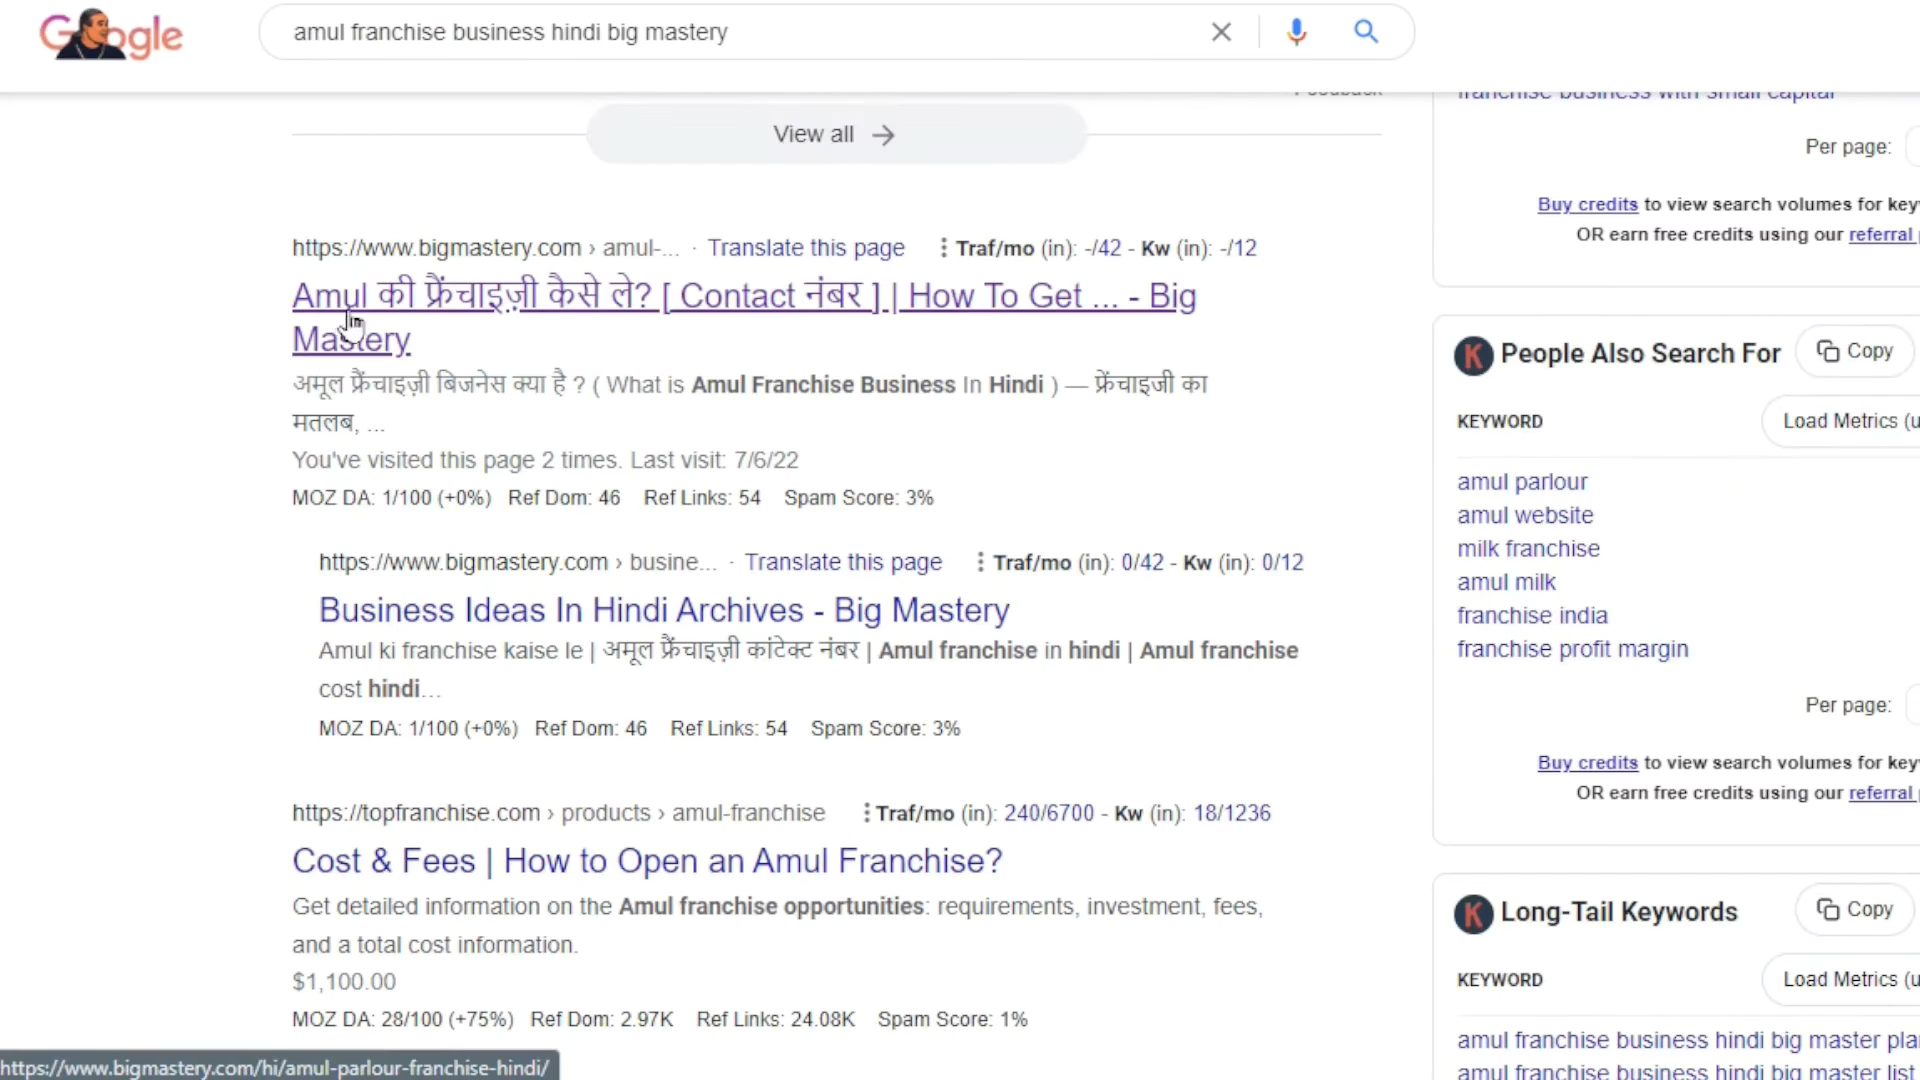 Google
amul franchise business hindi big mastery
franchise business with small capital
View all →
Per page:
Buy credits to view search volumes for key
OR earn free credits using our referral
https://www.bigmastery.com › amul-... · Translate this page ⋮ Traf/mo (in): -/42 - Kw (in): -/12
Amul की फ्रैंचाइज़ी कैसे ले? [ Contact नंबर ] | How To Get ... - Big
Mastery
अमूल फ्रैंचाइज़ी बिजनेस क्या है ? ( What is Amul Franchise Business In Hindi ) — फ्रेंचाइजी का
मतलब, ...
You've visited this page 2 times. Last visit: 7/6/22
MOZ DA: 1/100 (+0%) Ref Dom: 46 Ref Links: 54 Spam Score: 3%
https://www.bigmastery.com › busine... · Translate this page ⋮ Traf/mo (in): 0/42 - Kw (in): 0/12
Business Ideas In Hindi Archives - Big Mastery
Amul ki franchise kaise le | अमूल फ्रैंचाइज़ी कांटेक्ट नंबर | Amul franchise in hindi | Amul franchise
cost hindi...
MOZ DA: 1/100 (+0%) Ref Dom: 46 Ref Links: 54 Spam Score: 3%
https://topfranchise.com › products › amul-franchise ⋮ Traf/mo (in): 240/6700 - Kw (in): 18/1236
Cost & Fees | How to Open an Amul Franchise?
Get detailed information on the Amul franchise opportunities: requirements, investment, fees,
and a total cost information.
$1,100.00
MOZ DA: 28/100 (+75%) Ref Dom: 2.97K Ref Links: 24.08K Spam Score: 1%
People Also Search For Copy
KEYWORD Load Metrics (u
amul parlour
amul website
milk franchise
amul milk
franchise india
franchise profit margin
Per page:
Buy credits to view search volumes for key
OR earn free credits using our referral
Long-Tail Keywords Copy
KEYWORD Load Metrics (u
amul franchise business hindi big master pla
amul franchise business hindi big master list
https://www.bigmastery.com/hi/amul-parlour-franchise-hindi/